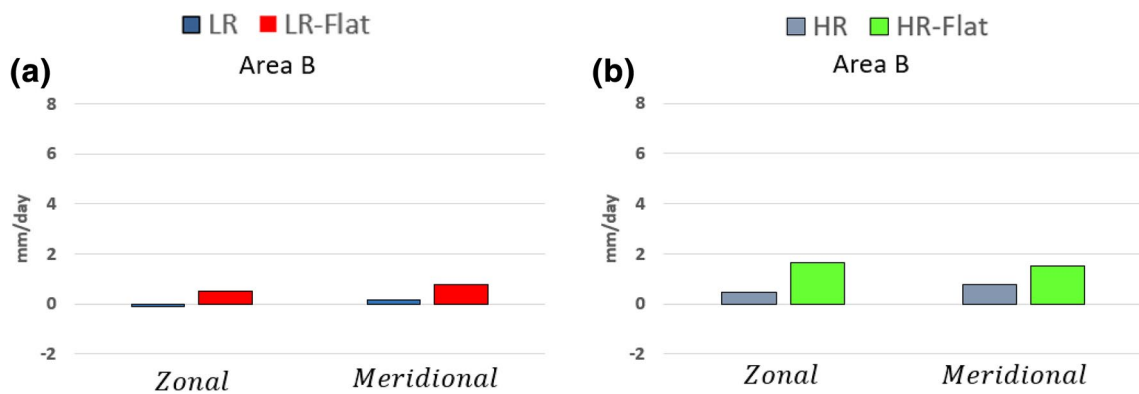 LR LR-Flat
(a) Area B
8
6
4
2
0
-2
mm/day
Zonal Meridional
HR HR-Flat
(b) Area B
8
6
4
2
0
-2
mm/day
Zonal Meridional